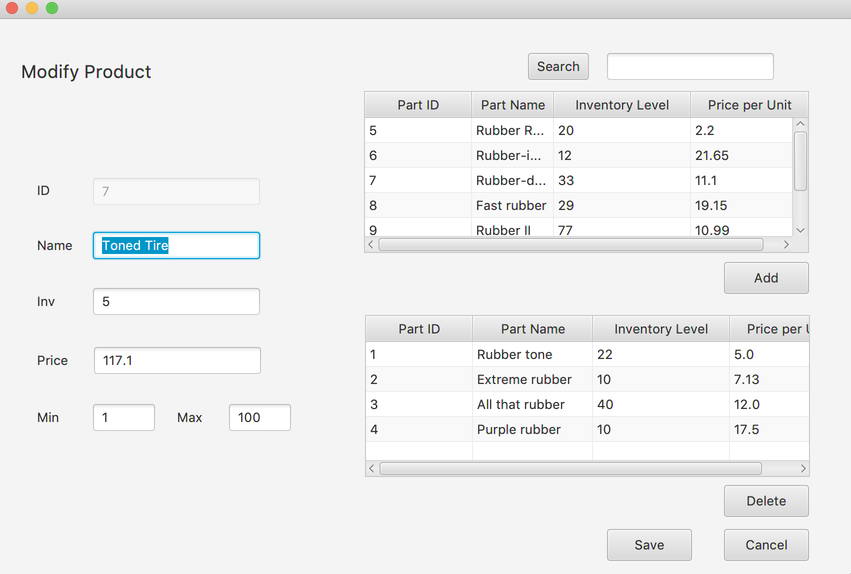 Modify Product
Search
ID 7
Name Toned Tire
Inv 5
Price 117.1
Min 1 Max 100
Part ID Part Name Inventory Level Price per Unit
5 Rubber R... 20 2.2
6 Rubber-i... 12 21.65
7 Rubber-d... 33 11.1
8 Fast rubber 29 19.15
9 Rubber II 77 10.99
Add
Part ID Part Name Inventory Level Price per U
1 Rubber tone 22 5.0
2 Extreme rubber 10 7.13
3 All that rubber 40 12.0
4 Purple rubber 10 17.5
Delete
Save Cancel